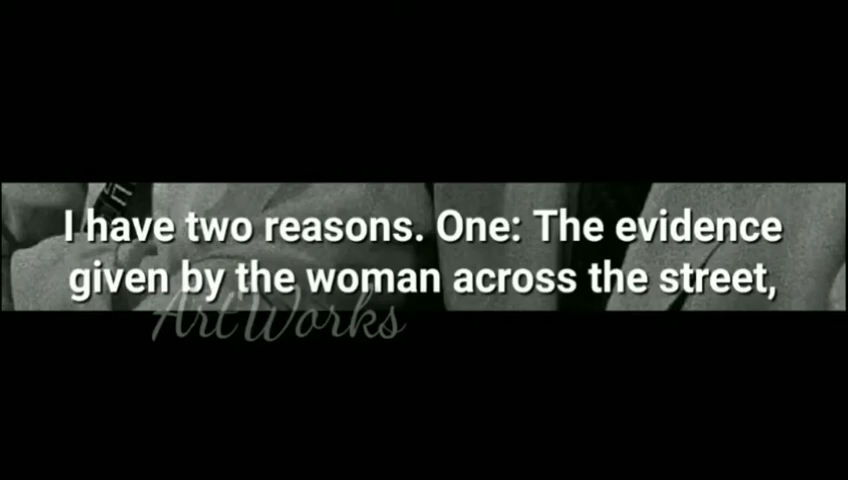 I have two reasons. One: The evidence
given by the woman across the street,
ArtWorks